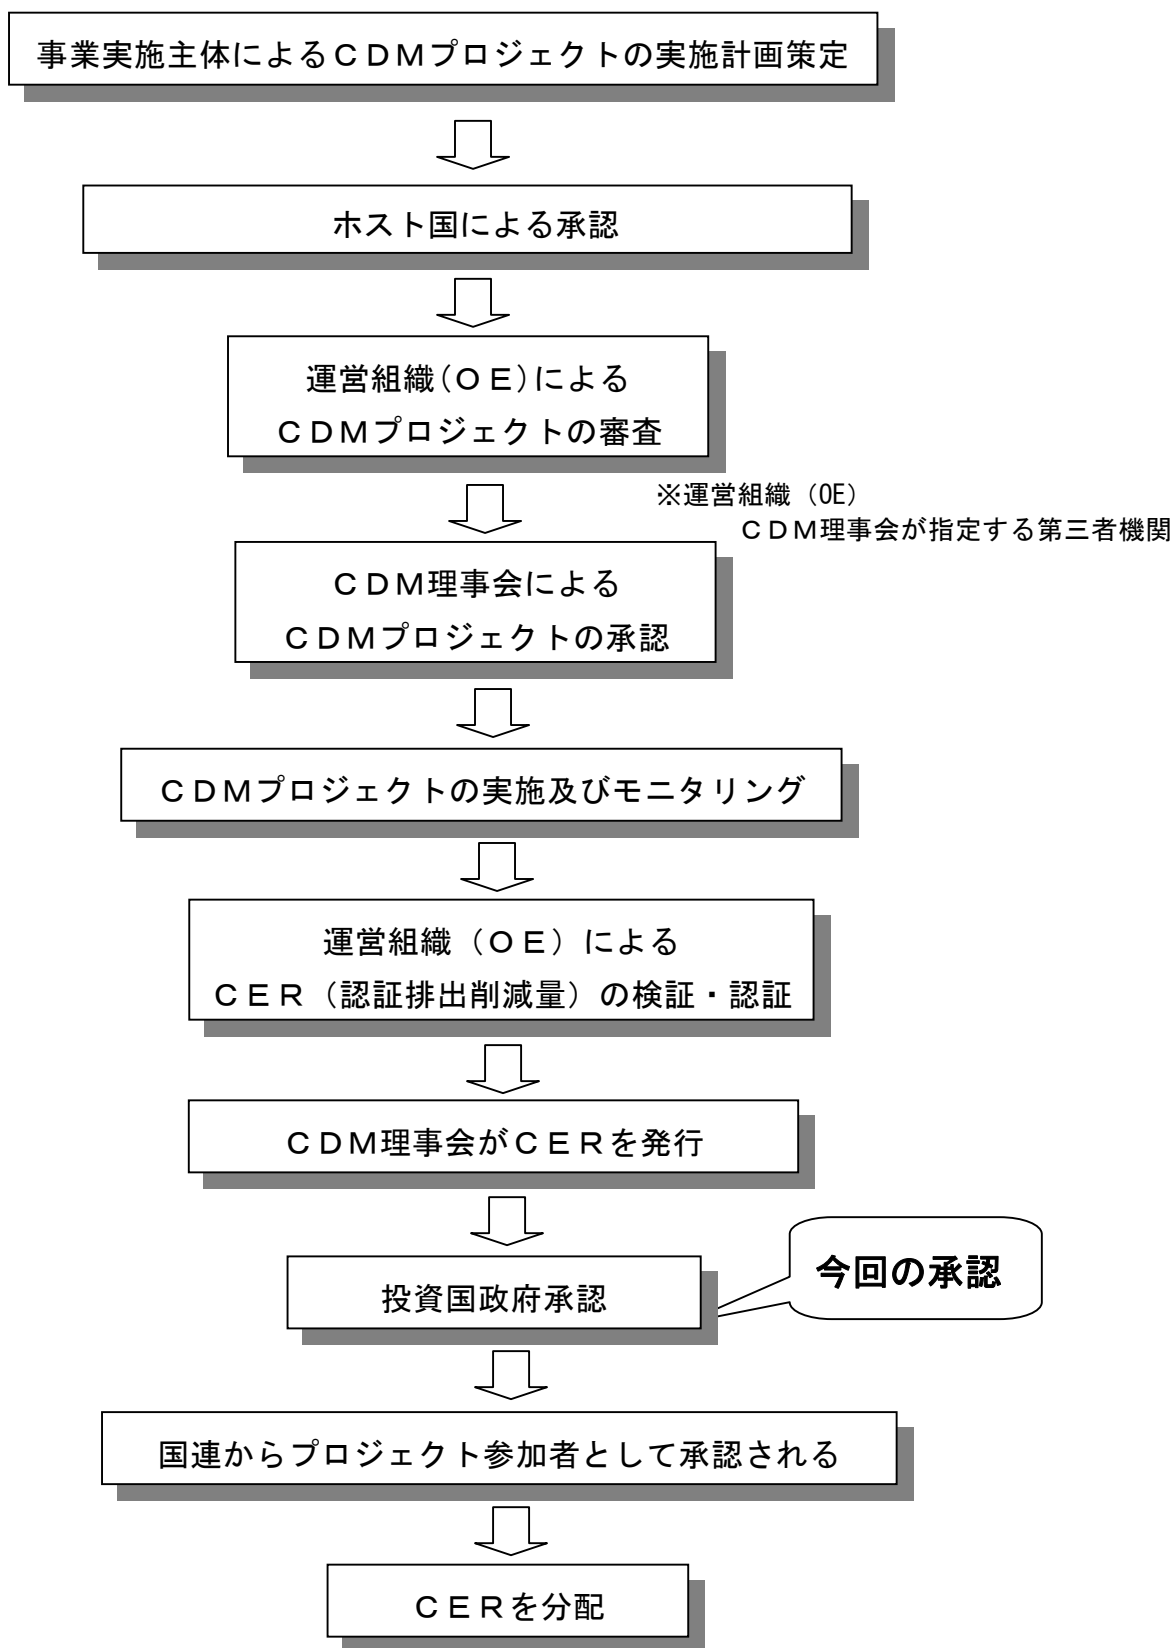 事業実施主体によるＣＤＭプロジェクトの実施計画策定
ホスト国による承認
運営組織（ＯＥ）による
ＣＤＭプロジェクトの審査
※運営組織（OE）
ＣＤＭ理事会が指定する第三者機関
ＣＤＭ理事会による
ＣＤＭプロジェクトの承認
ＣＤＭプロジェクトの実施及びモニタリング
運営組織（ＯＥ）による
ＣＥＲ（認証排出削減量）の検証・認証
ＣＤＭ理事会がＣＥＲを発行
今回の承認
投資国政府承認
国連からプロジェクト参加者として承認される
ＣＥＲを分配